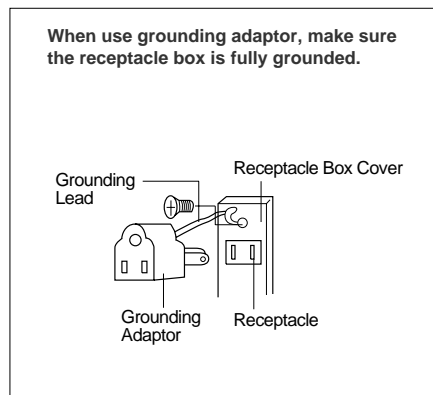 When use grounding adaptor, make sure
the receptacle box is fully grounded.
Grounding
Lead
Receptacle Box Cover
Grounding
Adaptor
Receptacle